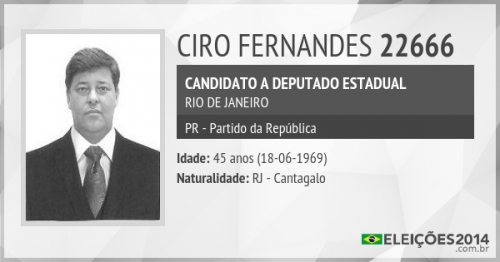 CIRO FERNANDES 22666
CANDIDATO A DEPUTADO ESTADUAL
RIO DE JANEIRO
PR - Partido da República
Idade: 45 anos (18-06-1969)
Naturalidade: RJ - Cantagalo
ELEIÇÕES2014
.com.br